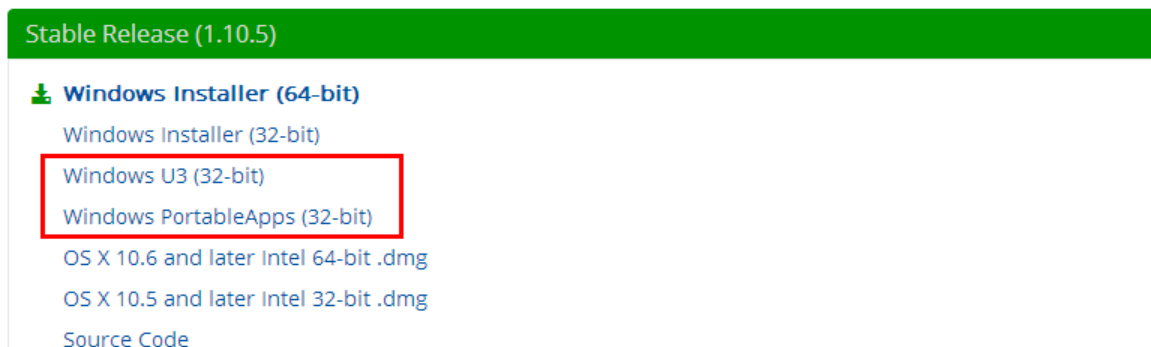 Stable Release (1.10.5)
Windows Installer (64-bit)
Windows Installer (32-bit)
Windows U3 (32-bit)
Windows PortableApps (32-bit)
OS X 10.6 and later Intel 64-bit .dmg
OS X 10.5 and later Intel 32-bit .dmg
Source Code